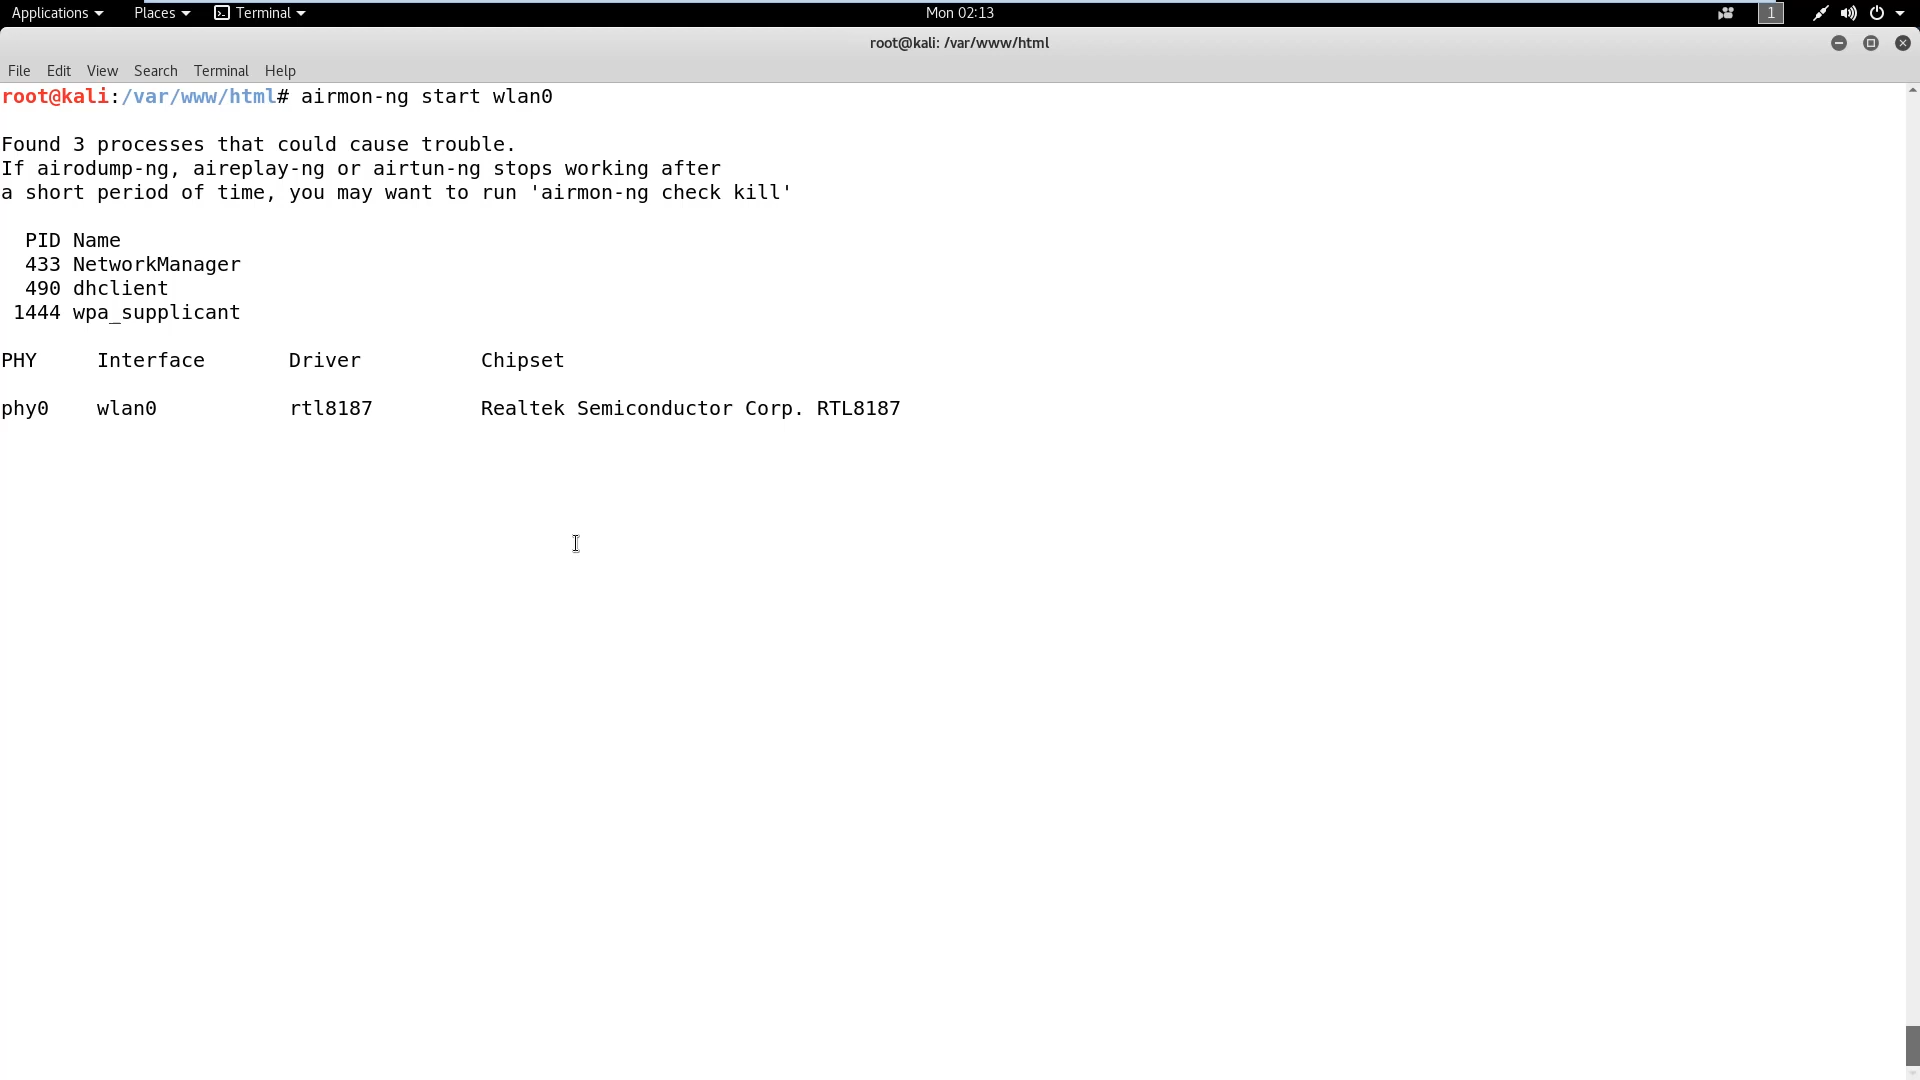 Applications Places Terminal Mon 02:13 1
root@kali: /var/www/html
File Edit View Search Terminal Help
root@kali:/var/www/html# airmon-ng start wlan0
Found 3 processes that could cause trouble.
If airodump-ng, aireplay-ng or airtun-ng stops working after
a short period of time, you may want to run 'airmon-ng check kill'
PID Name
433 NetworkManager
490 dhclient
1444 wpa_supplicant
PHY Interface Driver Chipset
phy0 wlan0 rtl8187 Realtek Semiconductor Corp. RTL8187